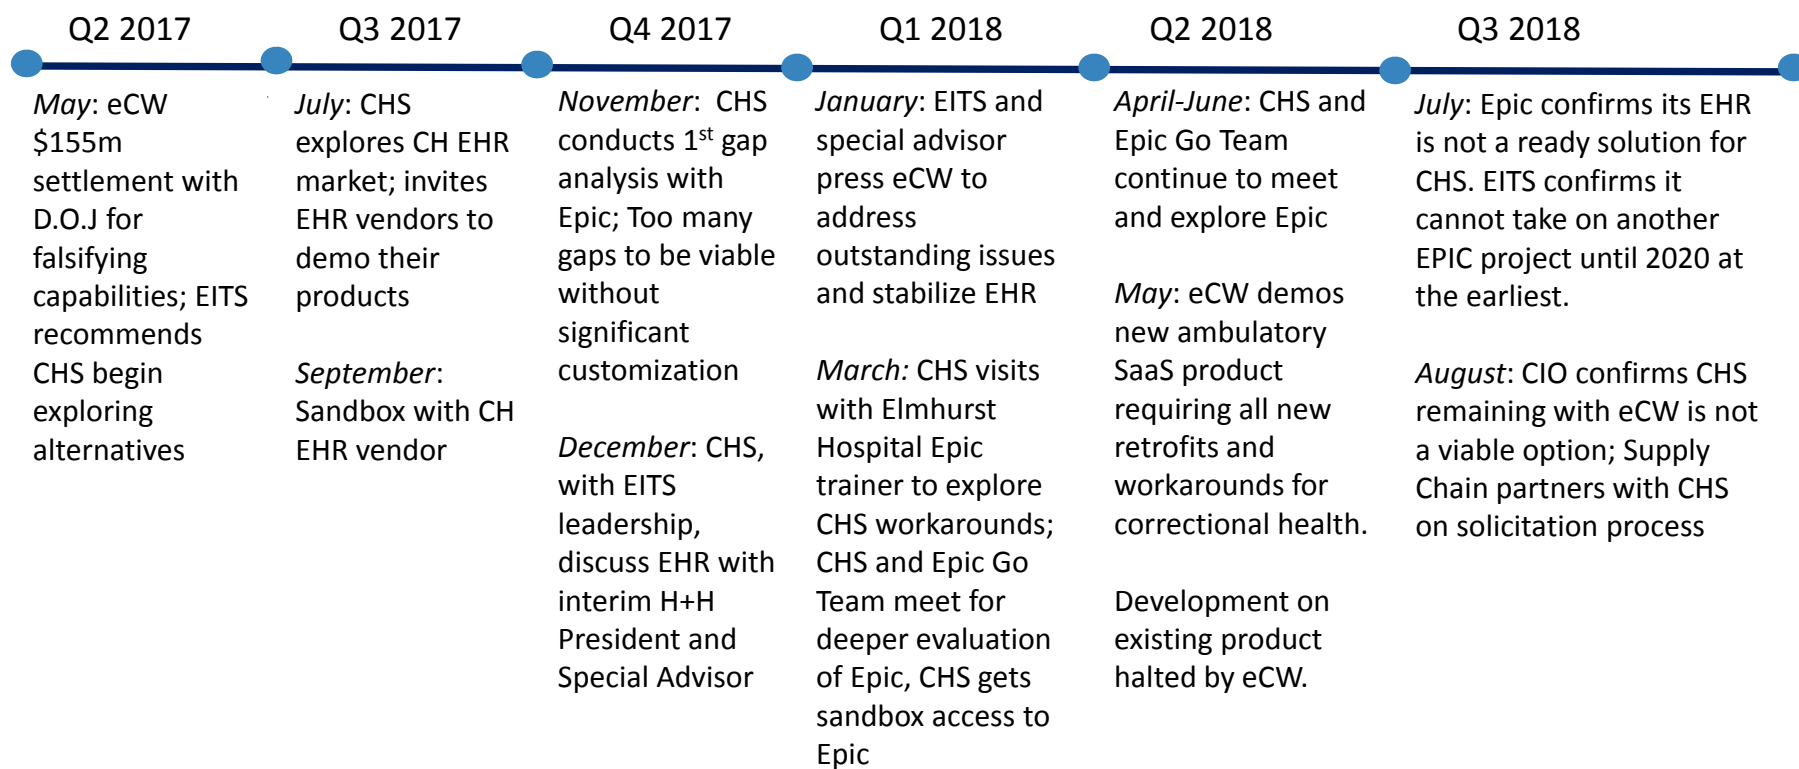 Q2 2017
May: eCW
$155m
settlement with
D.O.J for
falsifying
capabilities; EITS
recommends
CHS begin
exploring
alternatives
Q3 2017
July: CHS
explores CH EHR
market; invites
EHR vendors to
demo their
products
September:
Sandbox with CH
EHR vendor
Q4 2017
November:  CHS
conducts 1st gap
analysis with
Epic; Too many
gaps to be viable
without
significant
customization
December: CHS,
with EITS
leadership,
discuss EHR with
interim H+H
President and
Special Advisor
Q1 2018
January: EITS and
special advisor
press eCW to
address
outstanding issues
and stabilize EHR
March: CHS visits
with Elmhurst
Hospital Epic
trainer to explore
CHS workarounds;
CHS and Epic Go
Team meet for
deeper evaluation
of Epic, CHS gets
sandbox access to
Epic
Q2 2018
April-June: CHS and
Epic Go Team
continue to meet
and explore Epic
May: eCW demos
new ambulatory
SaaS product
requiring all new
retrofits and
workarounds for
correctional health.
Development on
existing product
halted by eCW.
Q3 2018
July: Epic confirms its EHR
is not a ready solution for
CHS. EITS confirms it
cannot take on another
EPIC project until 2020 at
the earliest.
August: CIO confirms CHS
remaining with eCW is not
a viable option; Supply
Chain partners with CHS
on solicitation process